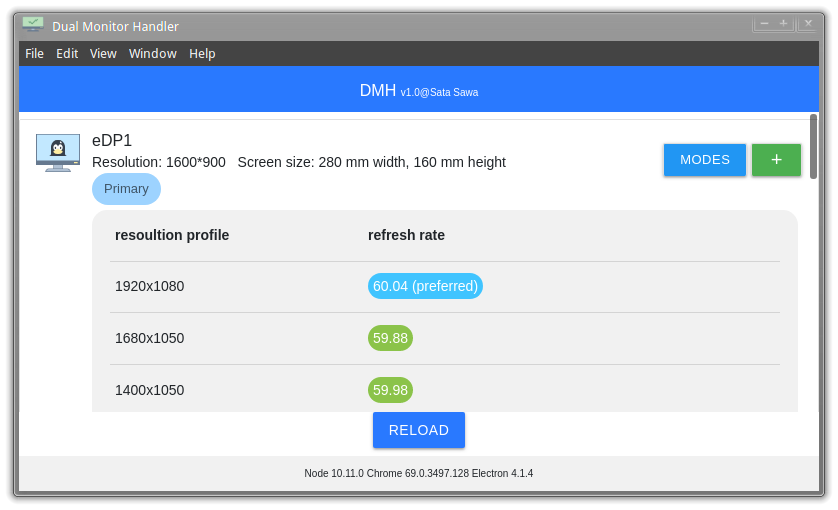 Dual Monitor Handler
File Edit View Window Help
DMH v1.0@Sata Sawa
eDP1
Resolution: 1600*900 Screen size: 280 mm width, 160 mm height
MODES +
Primary
resoultion profile refresh rate
1920x1080 60.04 (preferred)
1680x1050 59.88
1400x1050 59.98
RELOAD
Node 10.11.0 Chrome 69.0.3497.128 Electron 4.1.4